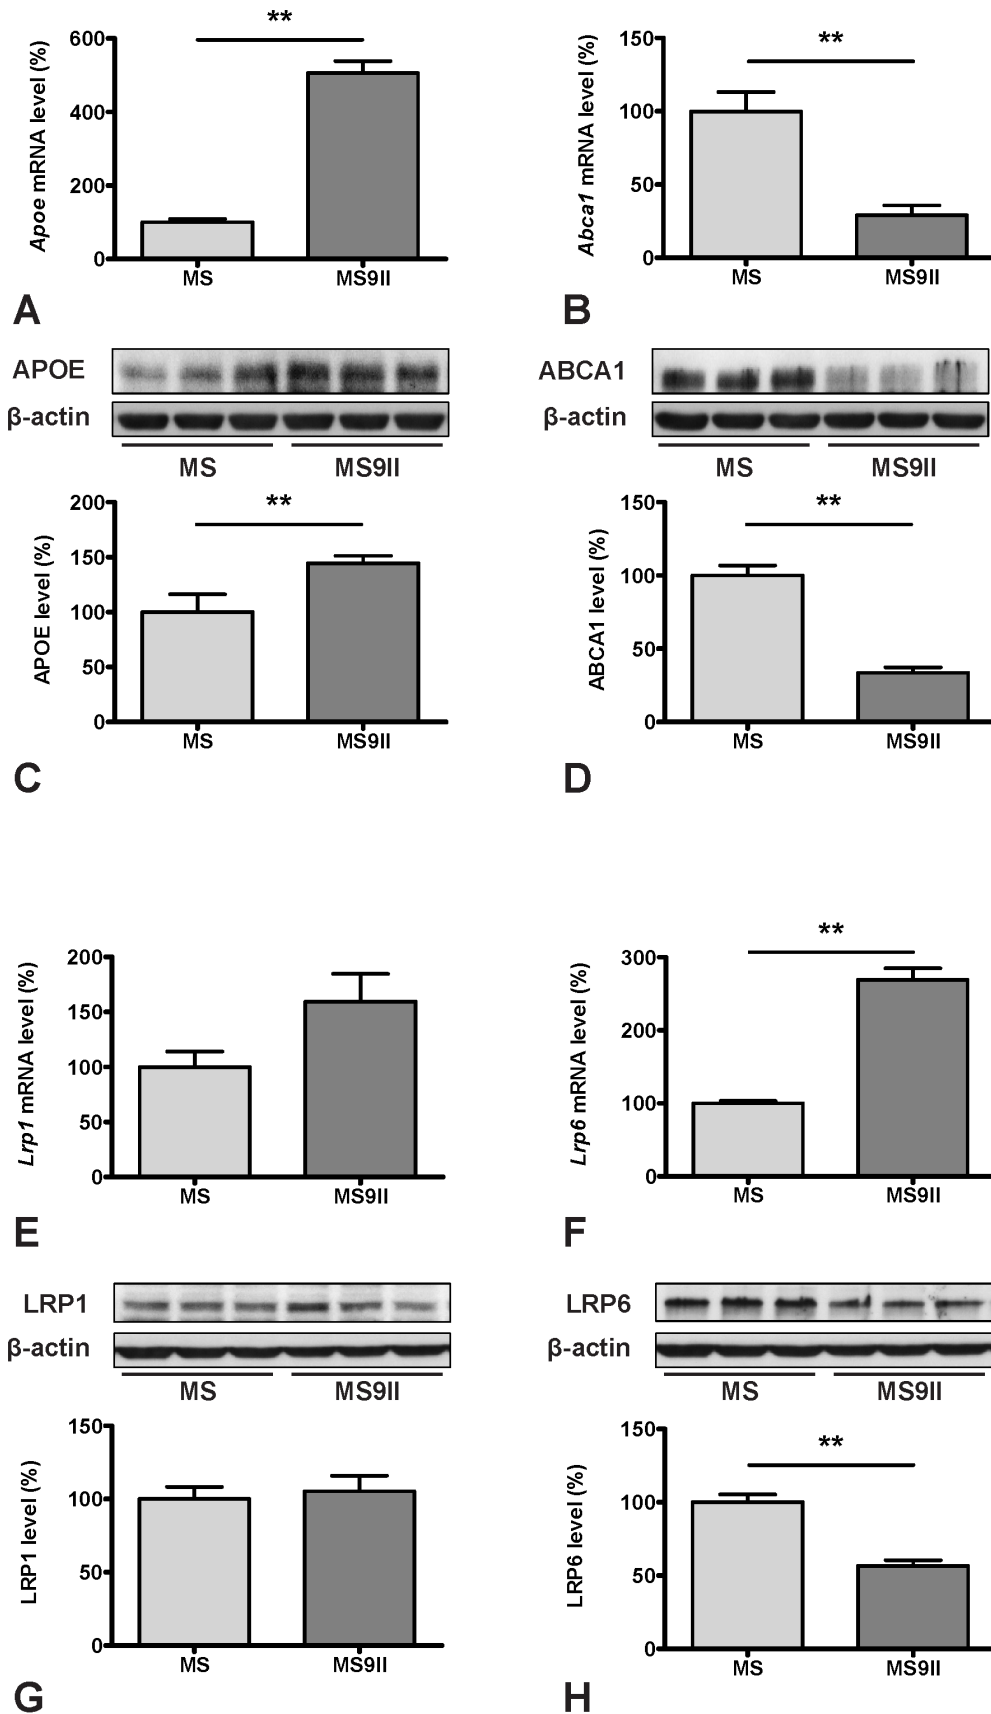 **
600
400
200
0
Apoe mRNA level (%)
MS
MS9II
A
**
150
100
50
0
Abca1 mRNA level (%)
MS
MS9II
B
APOE
β-actin
MS
MS9II
**
200
150
100
50
0
APOE level (%)
MS
MS9II
C
ABCA1
β-actin
MS
MS9II
**
150
100
50
0
ABCA1 level (%)
MS
MS9II
D
200
150
100
50
0
Lrp1 mRNA level (%)
MS
MS9II
E
**
300
200
100
0
Lrp6 mRNA level (%)
MS
MS9II
F
LRP1
β-actin
MS
MS9II
150
100
50
0
LRP1 level (%)
MS
MS9II
G
LRP6
β-actin
MS
MS9II
**
150
100
50
0
LRP6 level (%)
MS
MS9II
H